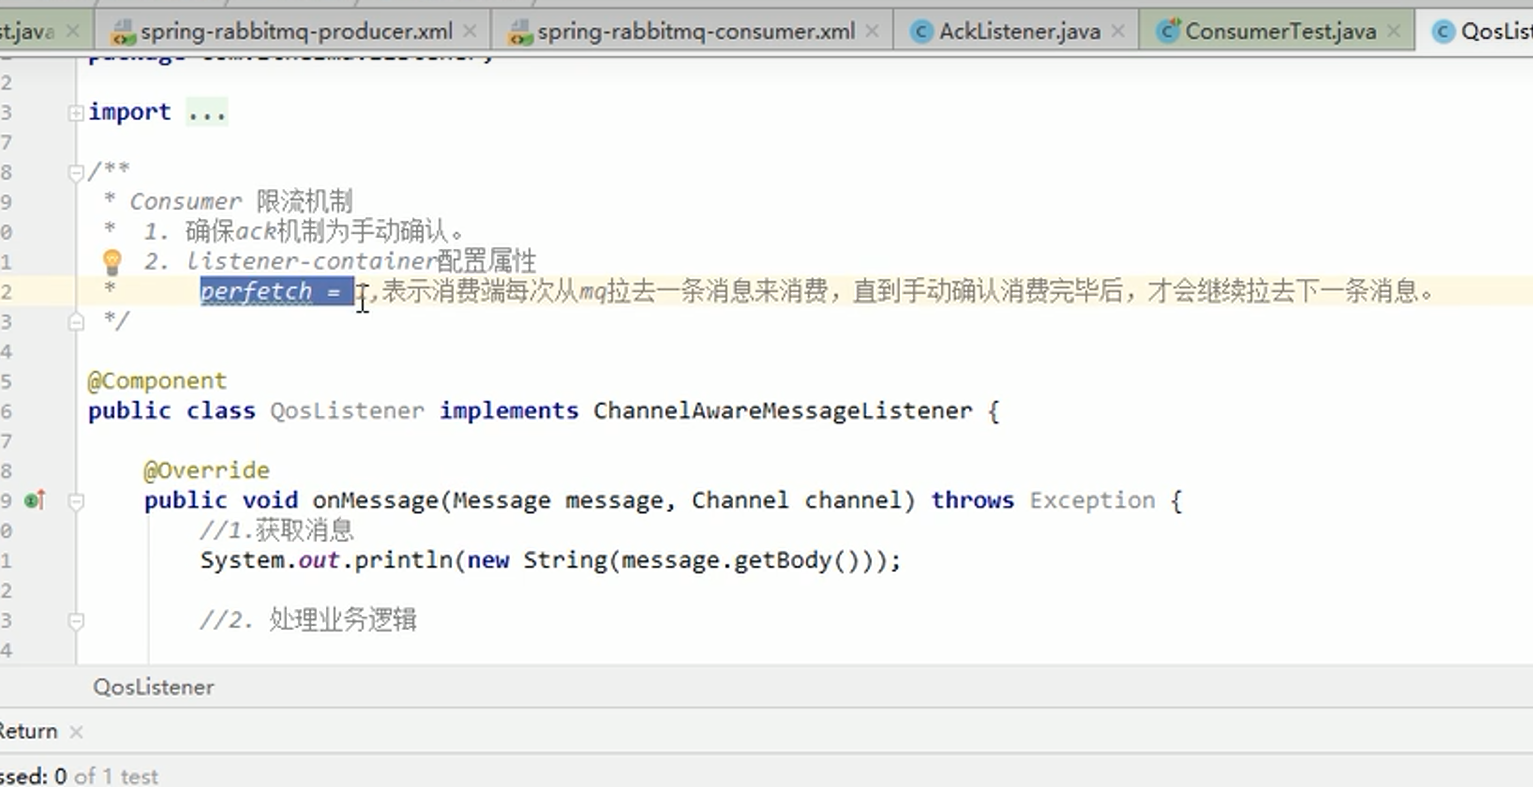 st.java
spring-rabbitmq-producer.xml
spring-rabbitmq-consumer.xml
AckListener.java
ConsumerTest.java
QosList
2
3 import ...
7
8 /**
9 * Consumer 限流机制
0 * 1. 确保ack机制为手动确认。
1 2. listener-container配置属性
2 * perfetch = 1,表示消费端每次从mq拉去一条消息来消费，直到手动确认消费完毕后，才会继续拉去下一条消息。
3 */
4
5 @Component
6 public class QosListener implements ChannelAwareMessageListener {
7
8 @Override
9 public void onMessage(Message message, Channel channel) throws Exception {
0 //1.获取消息
1 System.out.println(new String(message.getBody()));
2
3 //2. 处理业务逻辑
4
QosListener
Return
ssed: 0 of 1 test